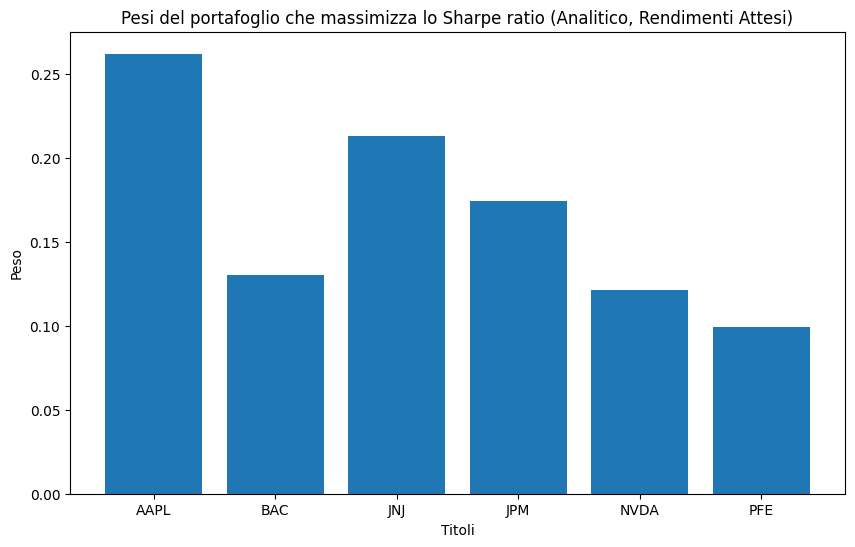 Pesi del portafoglio che massimizza lo Sharpe ratio (Analitico, Rendimenti Attesi)
0.25
0.20
0.15
0.10
0.05
0.00
Peso
AAPL BAC JNJ JPM NVDA PFE
Titoli